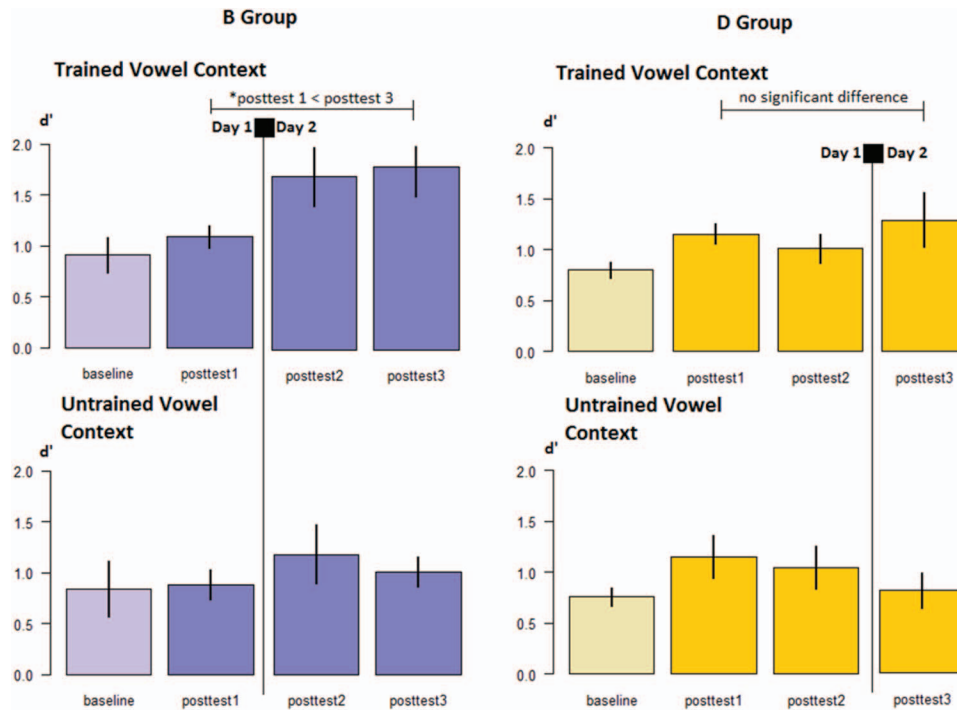 B Group
Trained Vowel Context
*posttest 1 < posttest 3
d'
Day 1 Day 2
2.0
1.5
1.0
0.5
0.0
baseline posttest1 posttest2 posttest3
Untrained Vowel
Context
d'
2.0
1.5
1.0
0.5
0.0
baseline posttest1 posttest2 posttest3
D Group
Trained Vowel Context
no significant difference
d'
Day 1 Day 2
2.0
1.5
1.0
0.5
0.0
baseline posttest1 posttest2 posttest3
Untrained Vowel
Context
d'
2.0
1.5
1.0
0.5
0.0
baseline posttest1 posttest2 posttest3